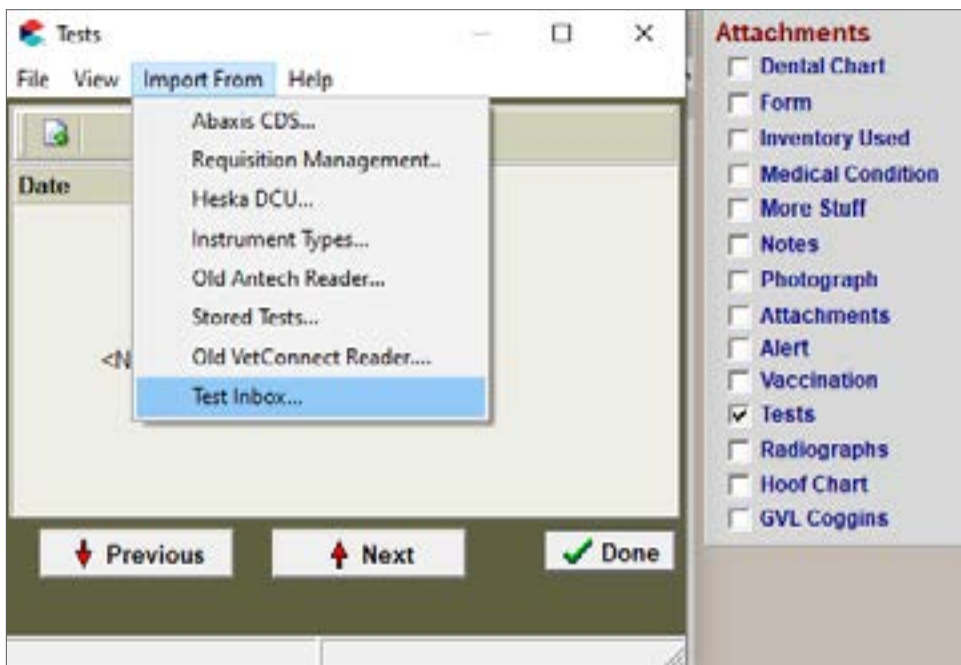 Tests
File View Import From Help
Abaxis CDS...
Requisition Management..
Heska DCU...
Instrument Types...
Old Antech Reader...
Stored Tests...
Old VetConnect Reader....
Test Inbox...
Date
<N
Previous
Next
Done
Attachments
Dental Chart
Form
Inventory Used
Medical Condition
More Stuff
Notes
Photograph
Attachments
Alert
Vaccination
Tests
Radiographs
Hoof Chart
GVL Coggins